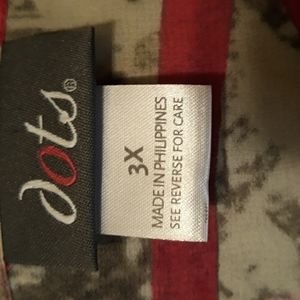 dots®
3X
MADE IN PHILIPPINES
SEE REVERSE FOR CARE